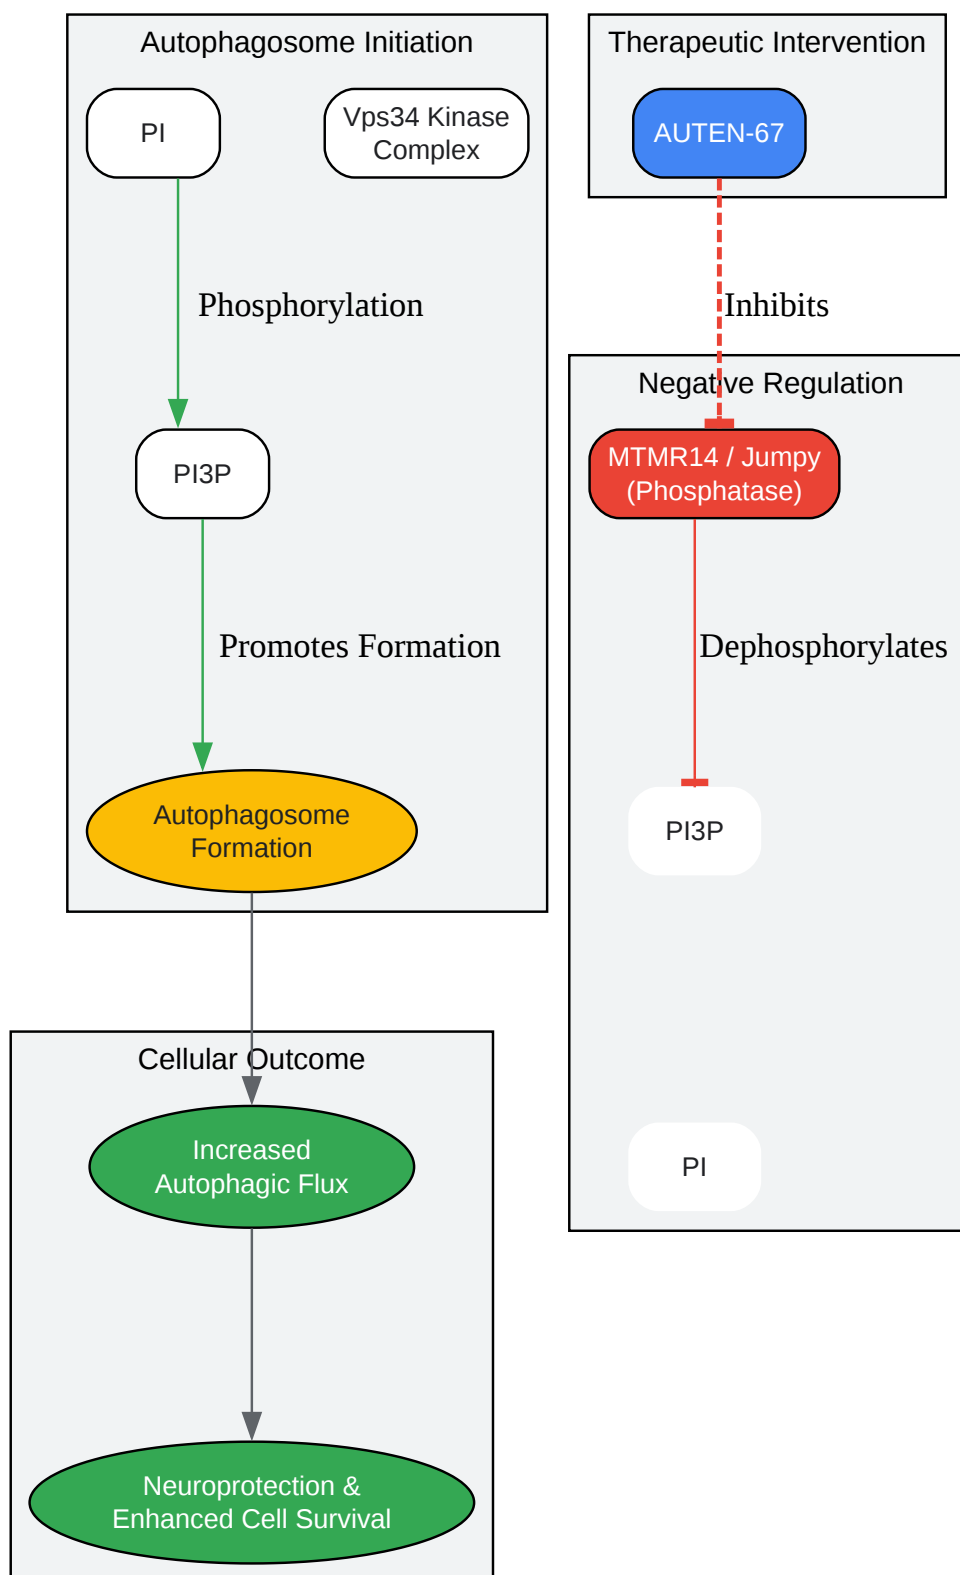 Autophagosome Initiation
PI
Vps34 Kinase
Complex
Phosphorylation
PI3P
Promotes Formation
Autophagosome
Formation
Therapeutic Intervention
AUTEN-67
Inhibits
Negative Regulation
MTMR14 / Jumpy
(Phosphatase)
Dephosphorylates
PI3P
PI
Cellular Outcome
Increased
Autophagic Flux
Neuroprotection &
Enhanced Cell Survival